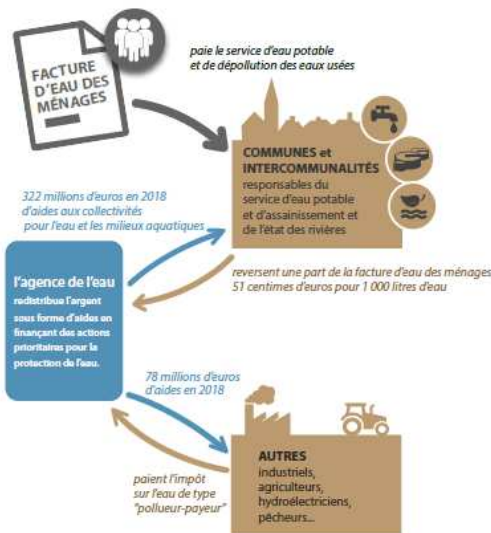 FACTURE
D'EAU DES
MÉNAGES
paie le service d'eau potable
et de dépollution des eaux usées
COMMUNES et
INTERCOMMUNALITÉS
responsables du
service d'eau potable
et d'assainissement et
de l'état des rivières
322 millions d'euros en 2018
d'aides aux collectivités
pour l'eau et les milieux aquatiques
reversent une part de la facture d'eau des ménages
51 centimes d'euros pour 1 000 litres d'eau
l'agence de l'eau
redistribue l'argent
sous forme d'aides en
finançant des actions
prioritaires pour la
protection de l'eau.
78 millions d'euros
d'aides en 2018
paient l'impôt
sur l'eau de type
"pollueur-payeur"
AUTRES
industriels,
agriculteurs,
hydroélectriciens,
pêcheurs...